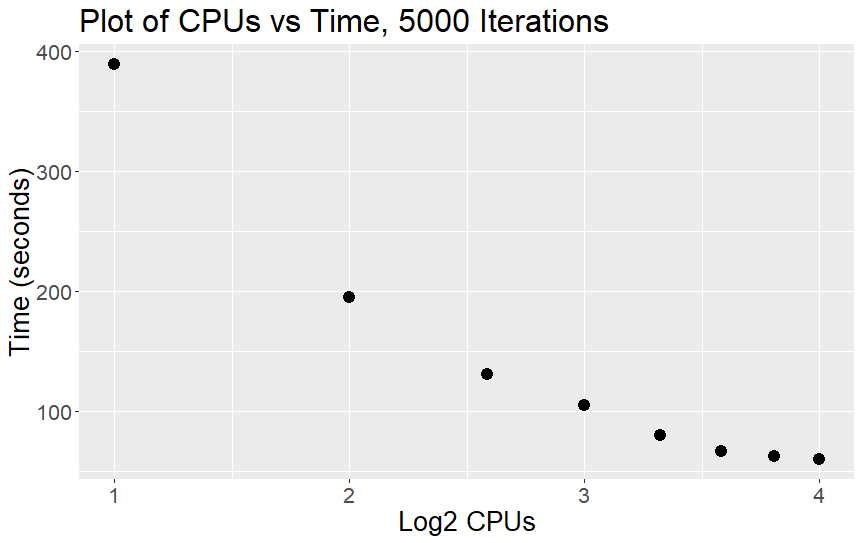 Plot of CPUs vs Time, 5000 Iterations
400
300
200
100
Time (seconds)
1 2 3 4
Log2 CPUs